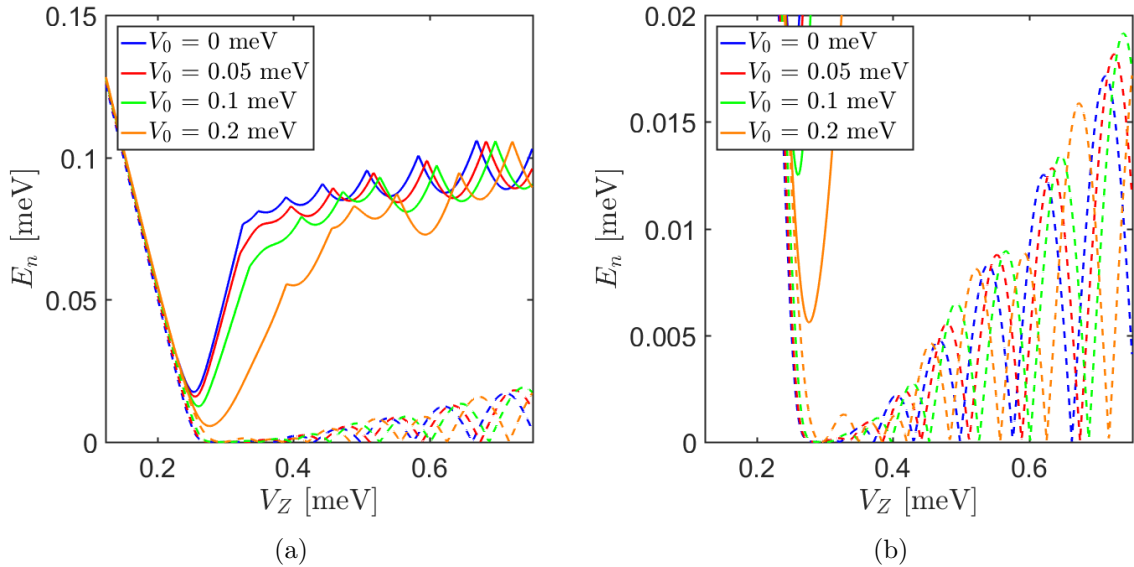 0.15
0.1
0.05
0
E_n [meV]
V_0 = 0 meV
V_0 = 0.05 meV
V_0 = 0.1 meV
V_0 = 0.2 meV
0.2
0.4
0.6
V_Z [meV]
(a)
0.02
0.015
0.01
0.005
0
E_n [meV]
V_0 = 0 meV
V_0 = 0.05 meV
V_0 = 0.1 meV
V_0 = 0.2 meV
0.2
0.4
0.6
V_Z [meV]
(b)